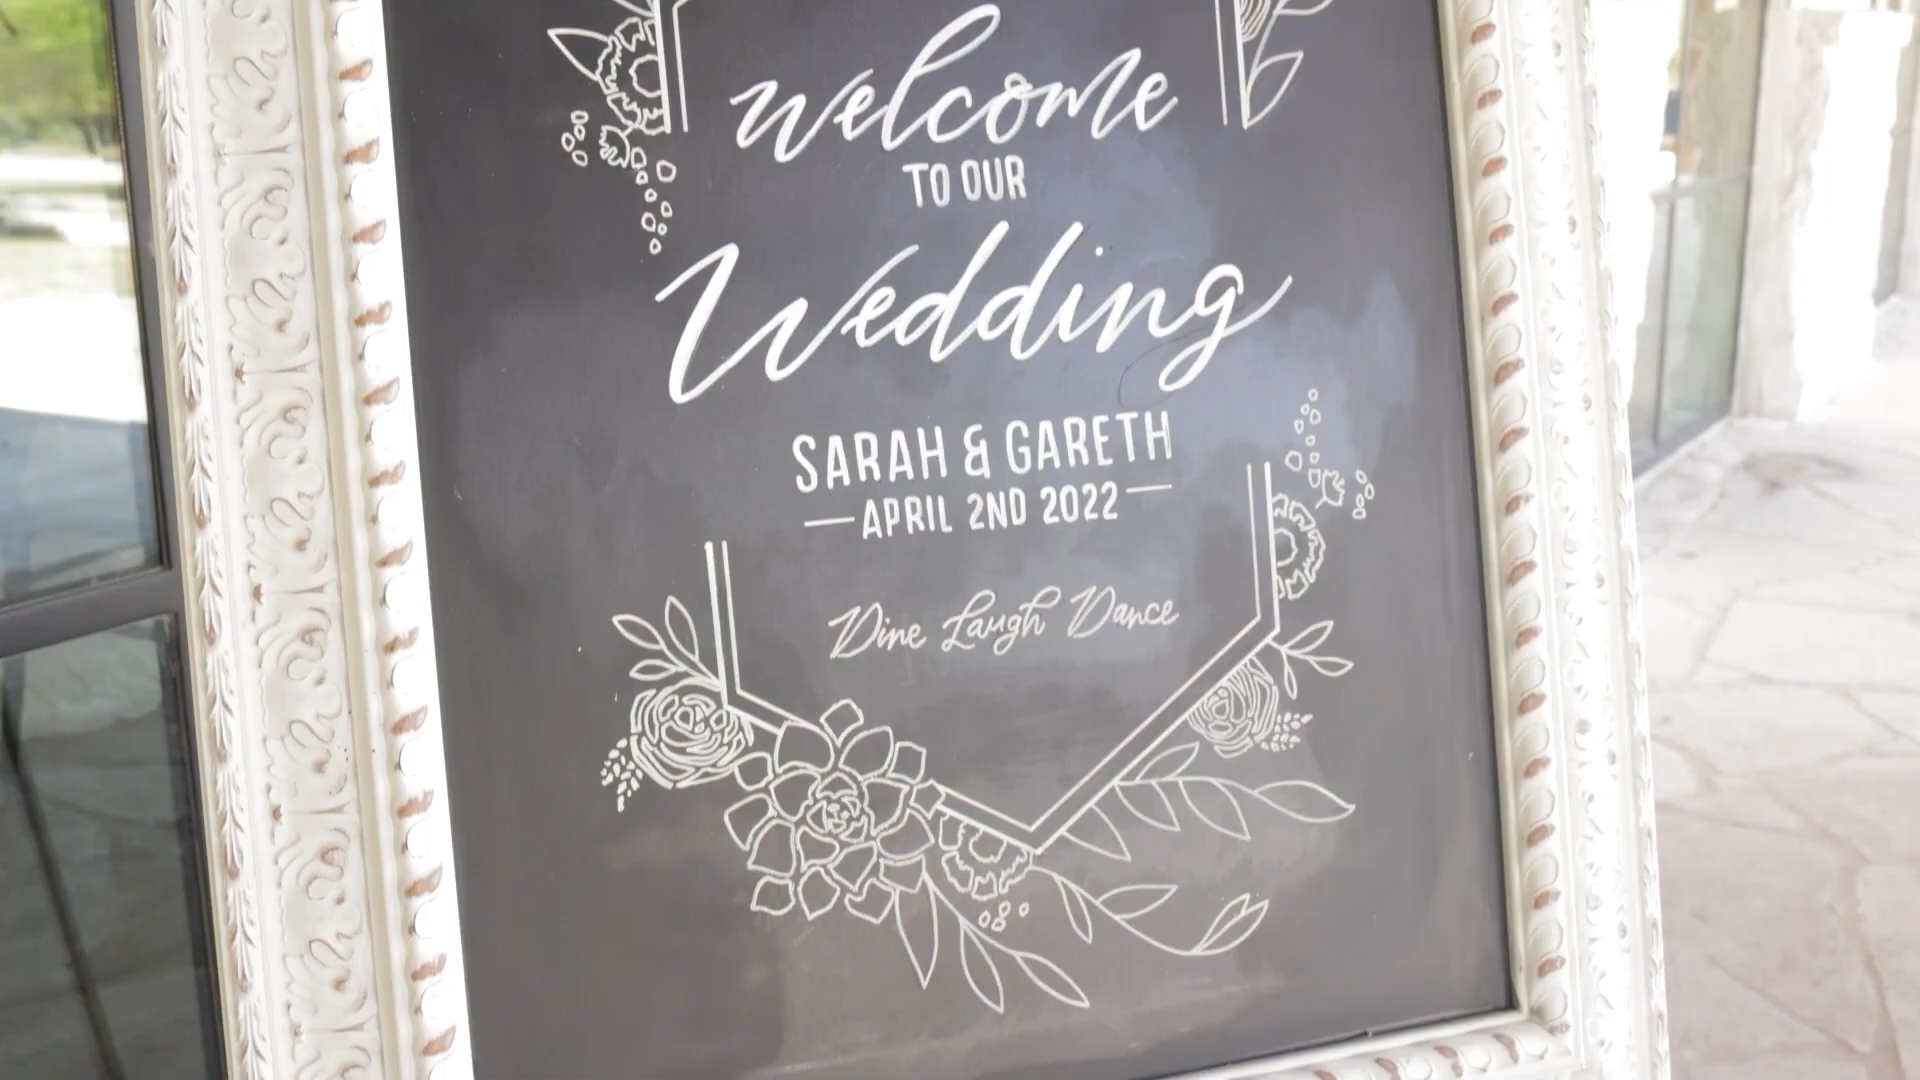 welcome
TO OUR
Wedding
SARAH & GARETH
—APRIL 2ND 2022—
Dine Laugh Dance